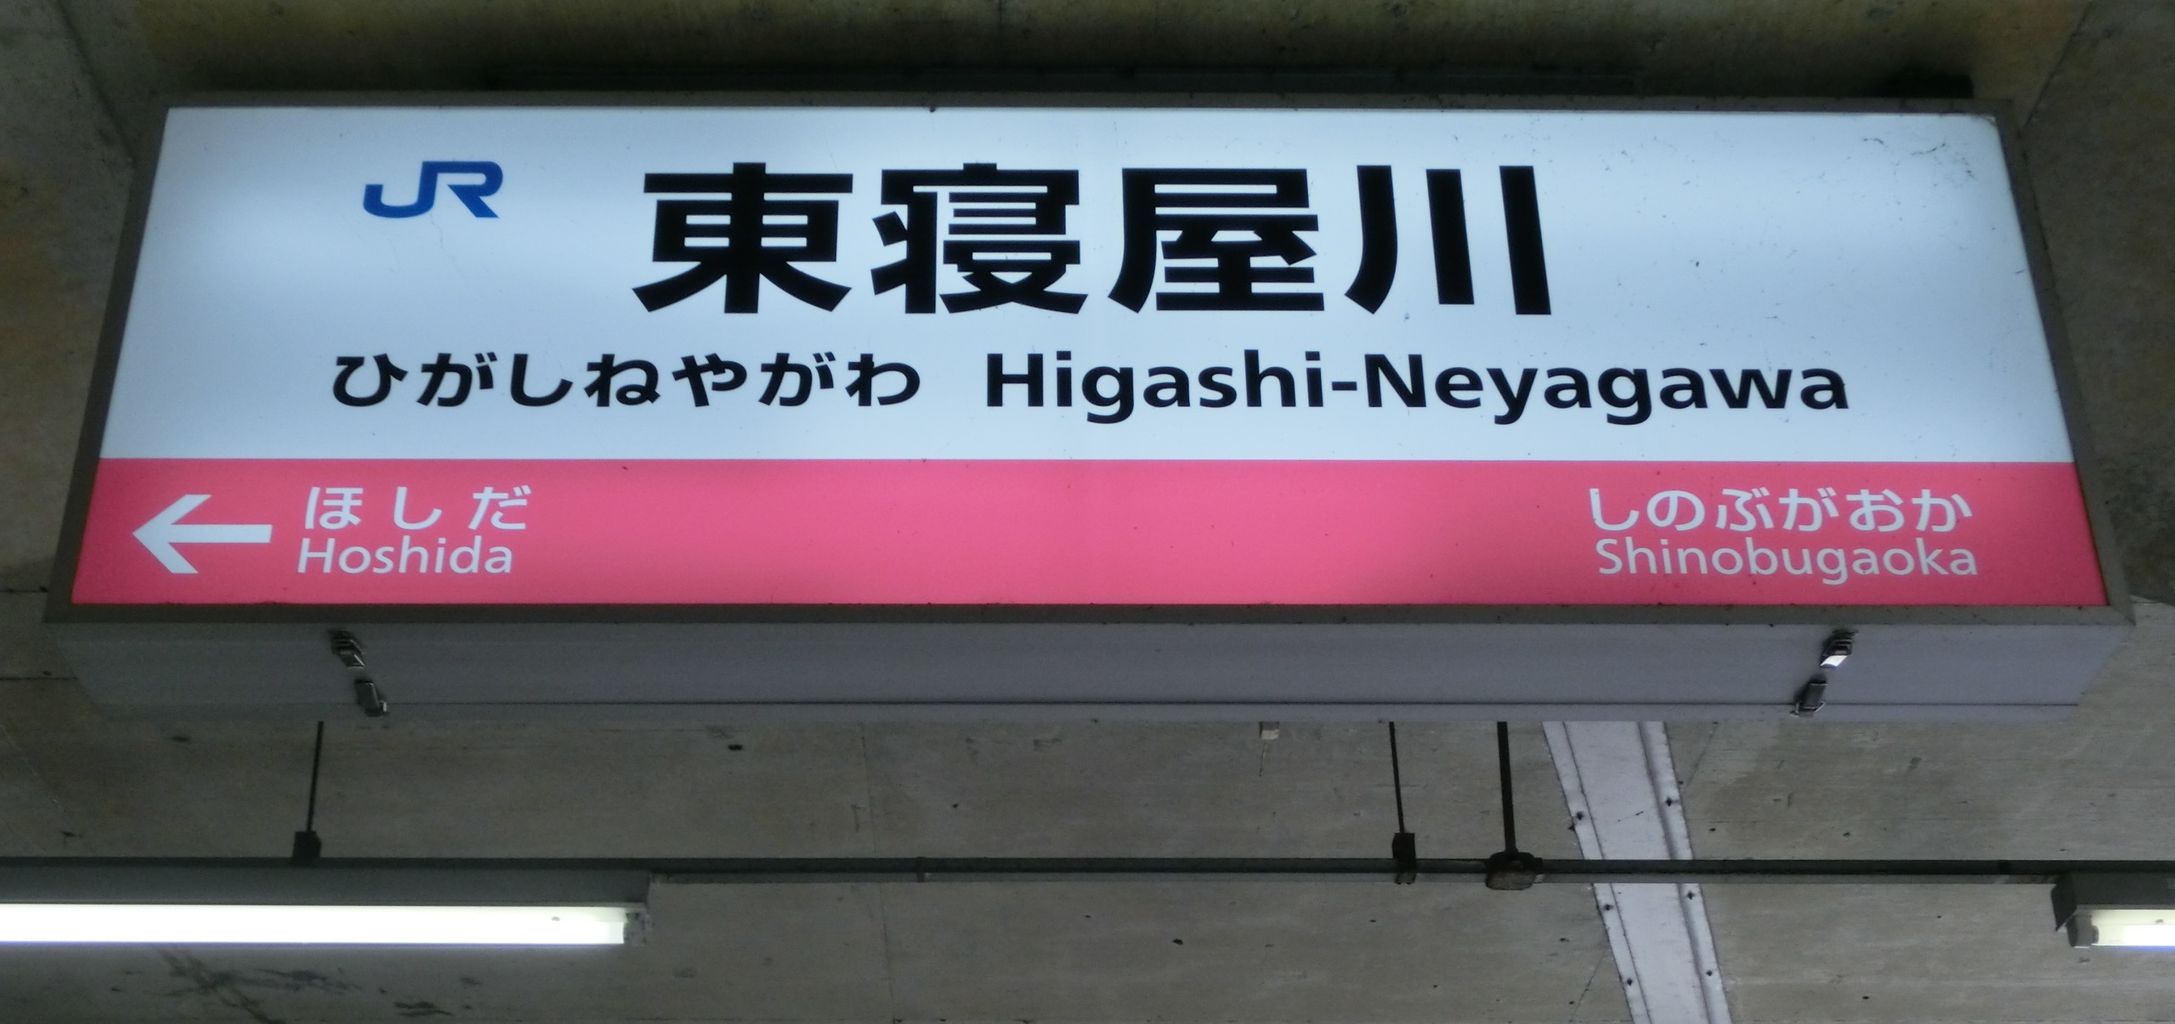 JR 東寝屋川
ひがしねやがわ Higashi-Neyagawa
← ほしだ しのぶがおか
Hoshida Shinobugaoka